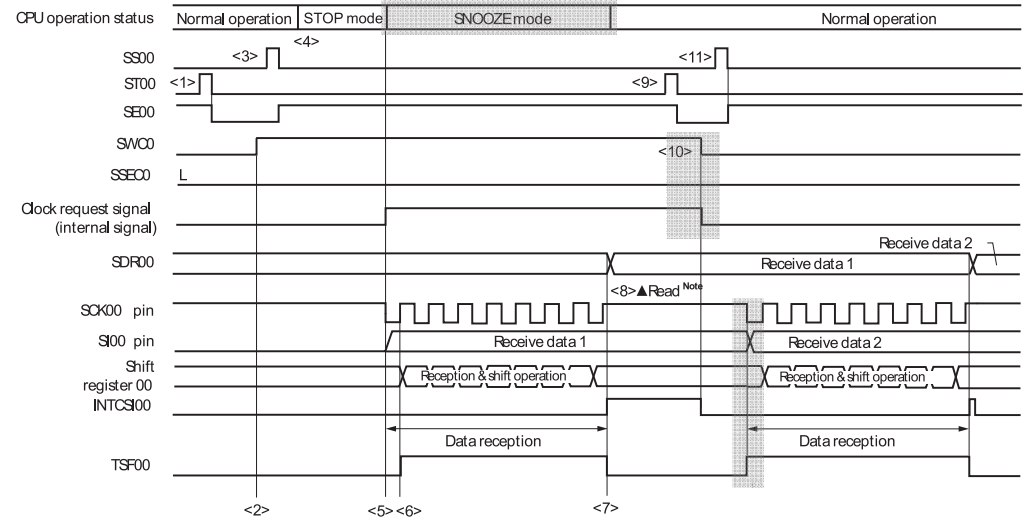 CPU operation status Normal operation STOP mode SNOOZE mode Normal operation
<4>
SS00 <3> <11>
ST00 <1> <9>
SE00
SWC0 <10>
SSEC0 L
Clock request signal
(internal signal)
Receive data 2
SDR00 Receive data 1
<8>▲Read Note
SCK00 pin
SI00 pin Receive data 1 Receive data 2
Shift
register 00 Reception & shift operation Reception & shift operation
INTCSI00
Data reception Data reception
TSF00
<2> <5> <6> <7>